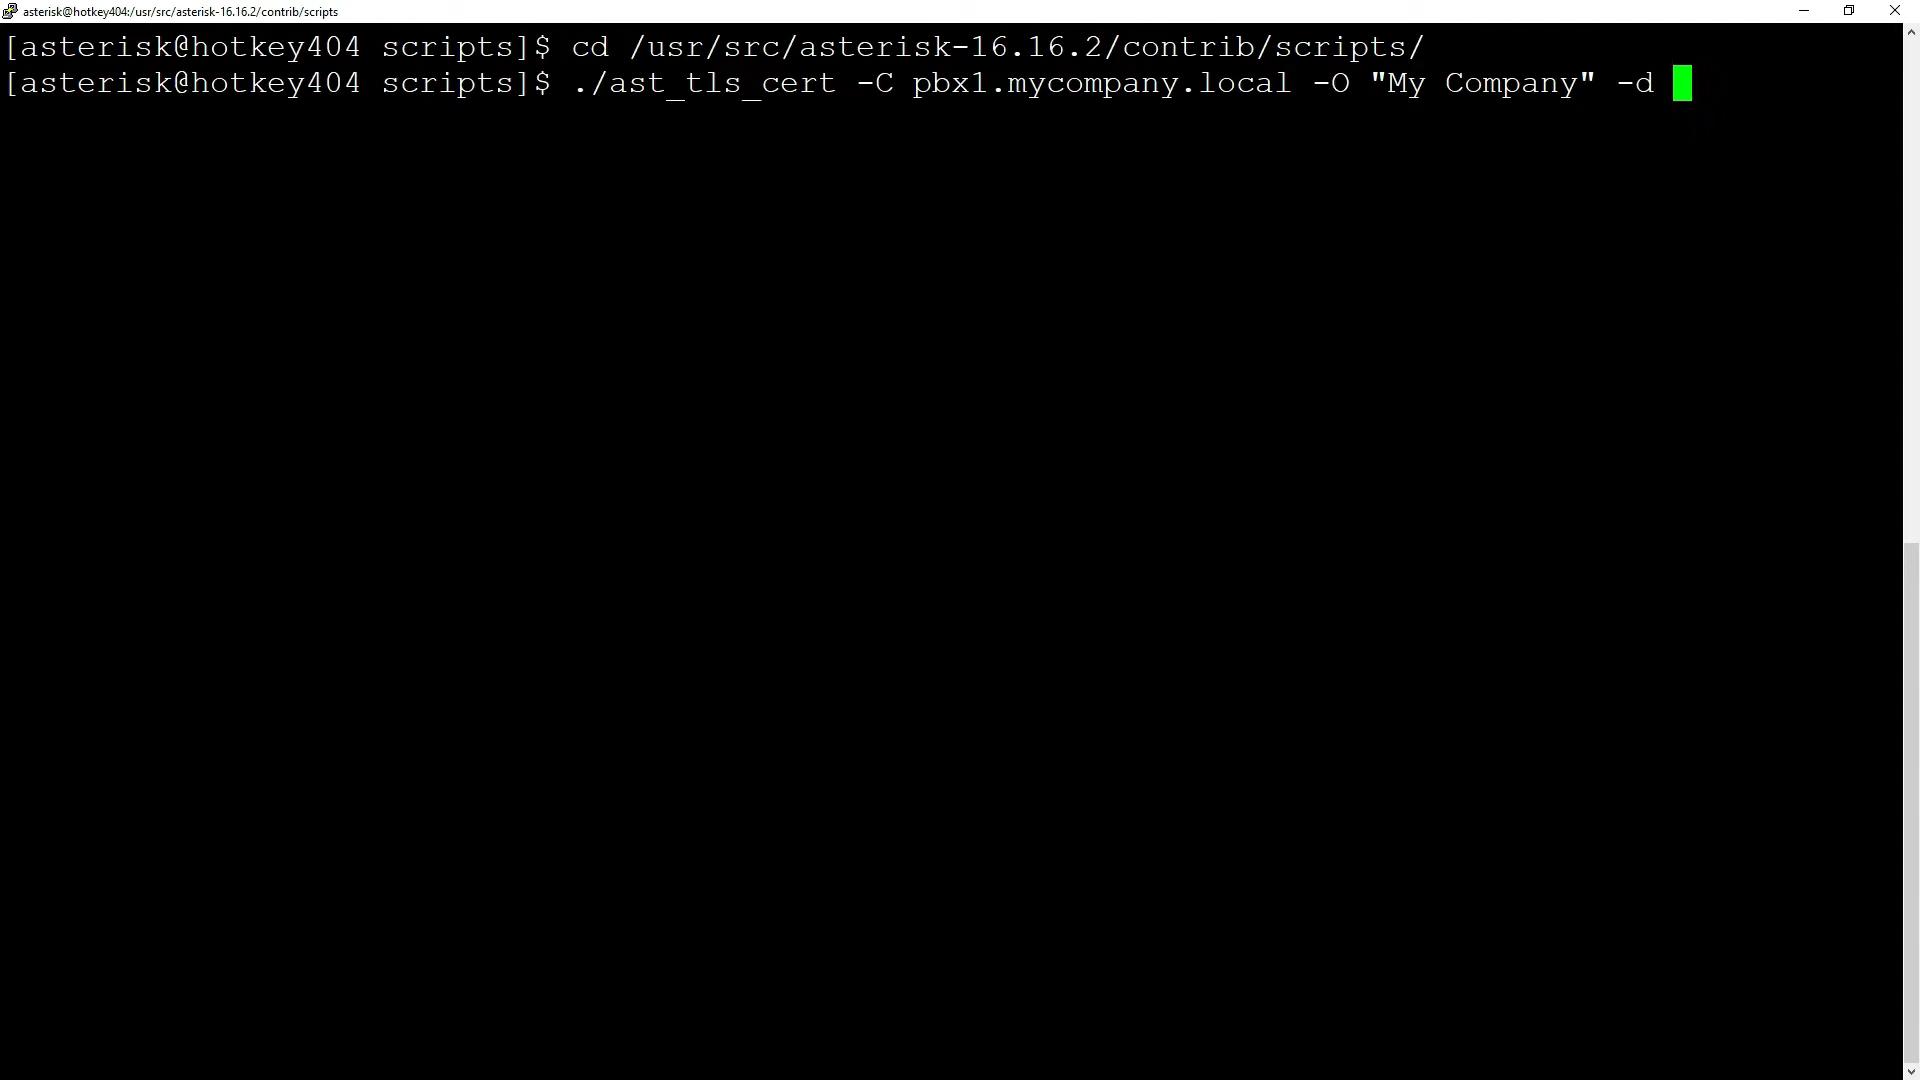 asterisk@hotkey404:/usr/src/asterisk-16.16.2/contrib/scripts
[asterisk@hotkey404 scripts]$ cd /usr/src/asterisk-16.16.2/contrib/scripts/
[asterisk@hotkey404 scripts]$ ./ast_tls_cert -C pbx1.mycompany.local -O "My Company" -d